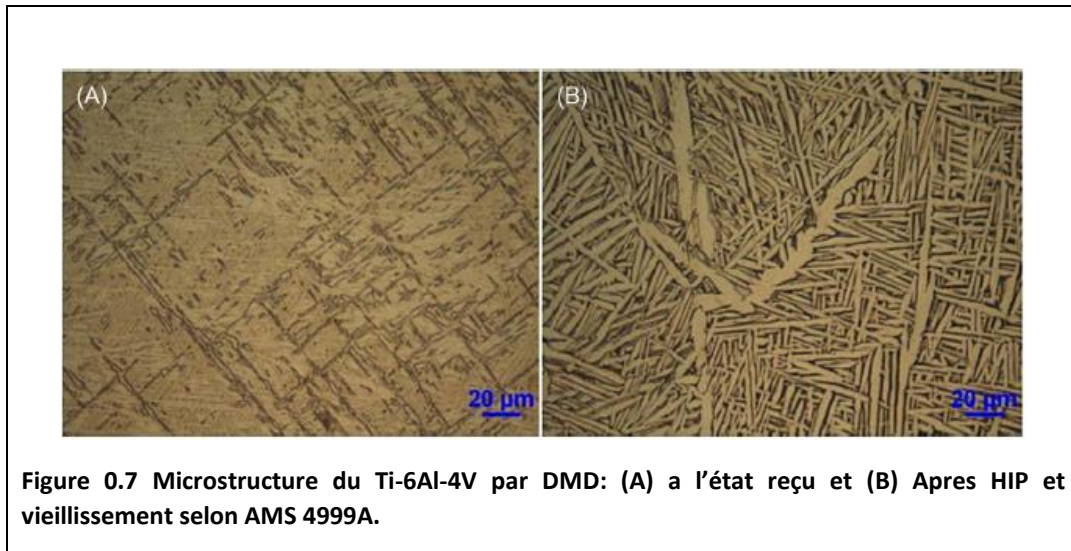 (A)
(B)
20 µm
20 µm
Figure 0.7 Microstructure du Ti-6Al-4V par DMD: (A) a l’état reçu et (B) Apres HIP et
vieillissement selon AMS 4999A.